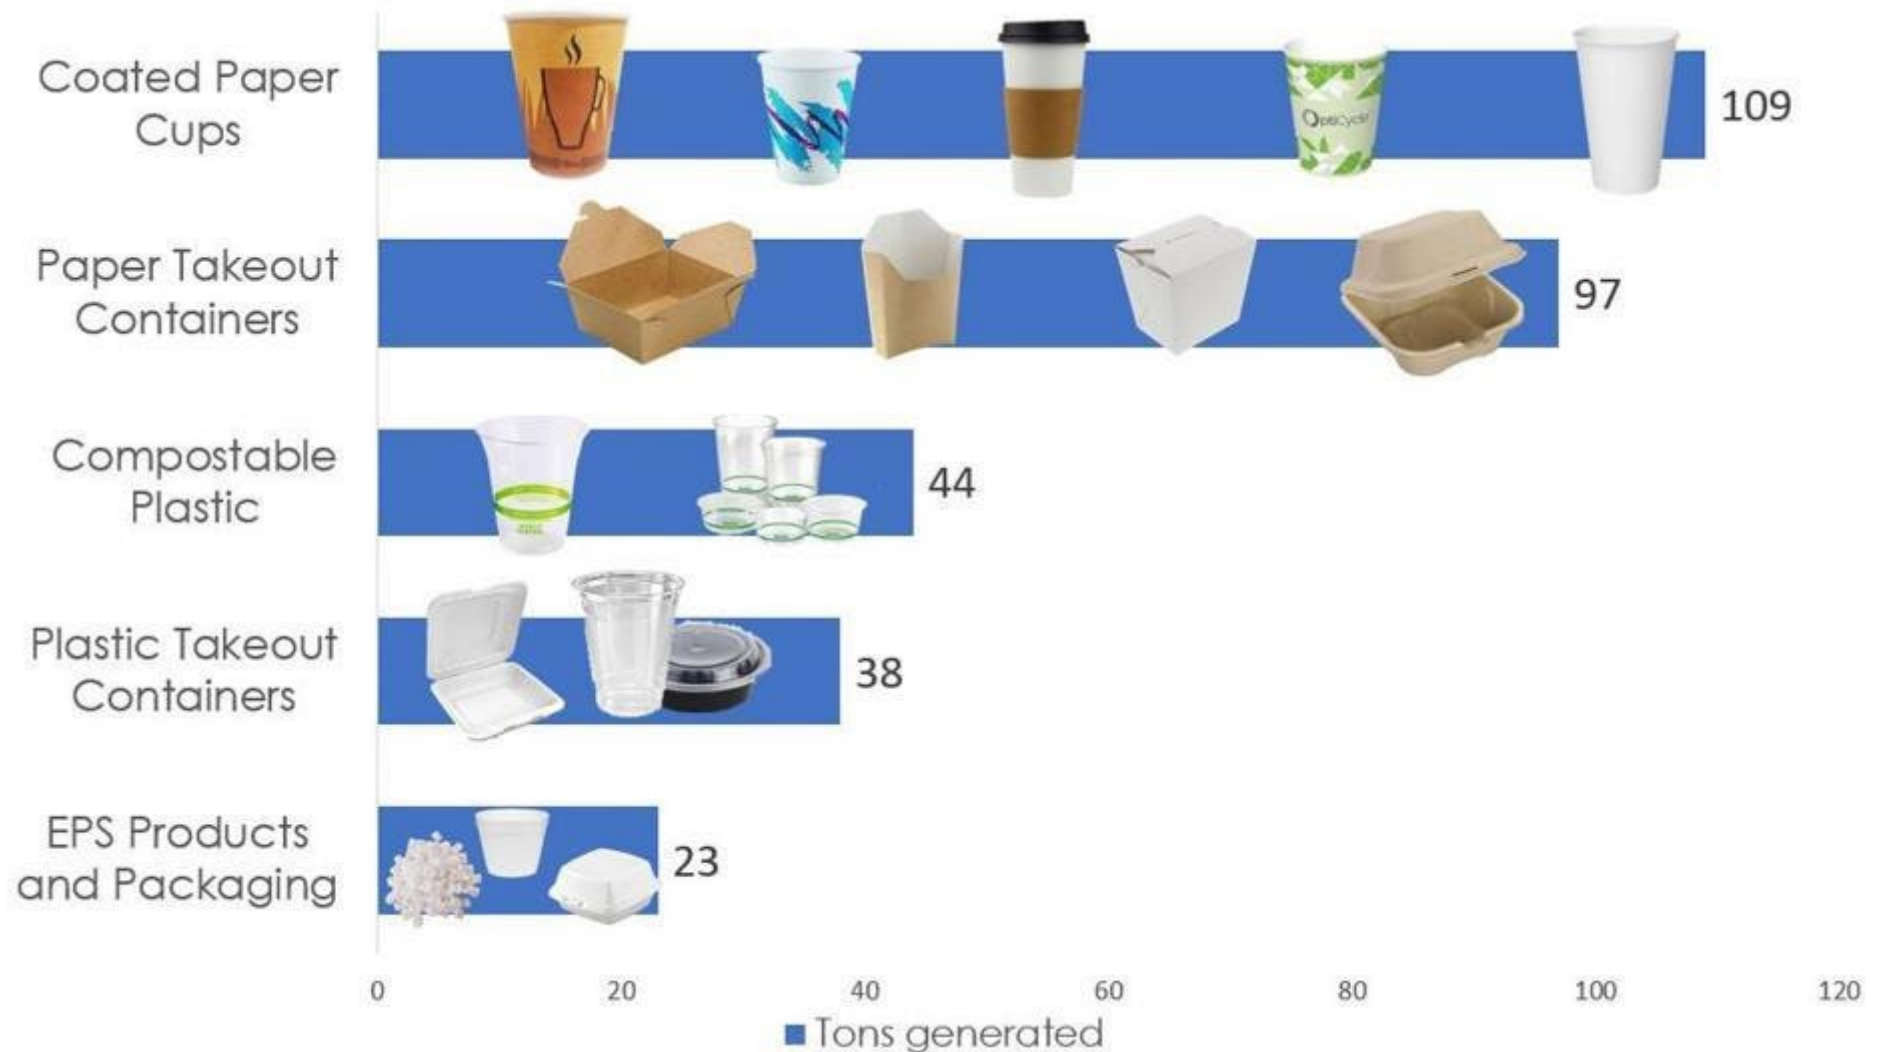 Coated Paper
Cups
109
OptiCycle
Paper Takeout
Containers
97
Compostable
Plastic
44
Plastic Takeout
Containers
38
EPS Products
and Packaging
23
0 20 40 60 80 100 120
Tons generated